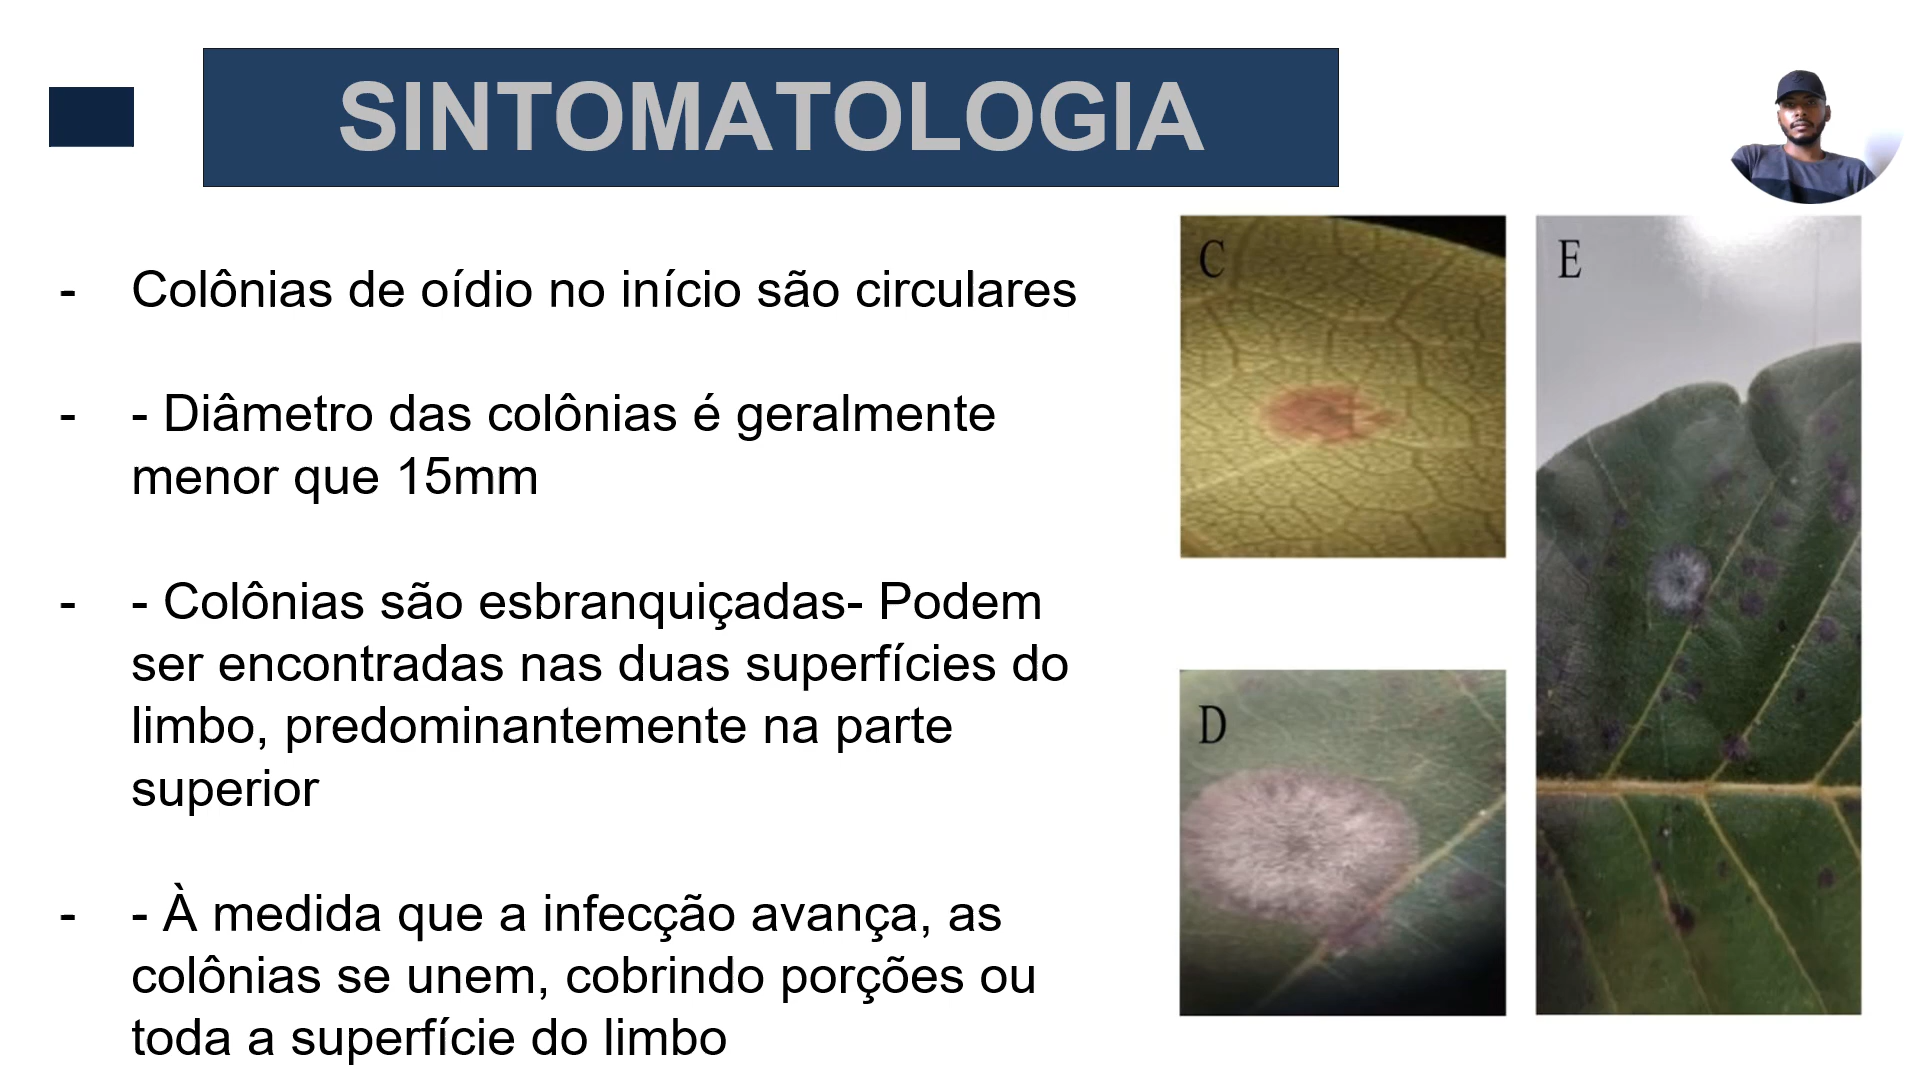 SINTOMATOLOGIA
- Colônias de oídio no início são circulares
- - Diâmetro das colônias é geralmente
menor que 15mm
- - Colônias são esbranquiçadas- Podem
ser encontradas nas duas superfícies do
limbo, predominantemente na parte
superior
- - À medida que a infecção avança, as
colônias se unem, cobrindo porções ou
toda a superfície do limbo
C
E
D